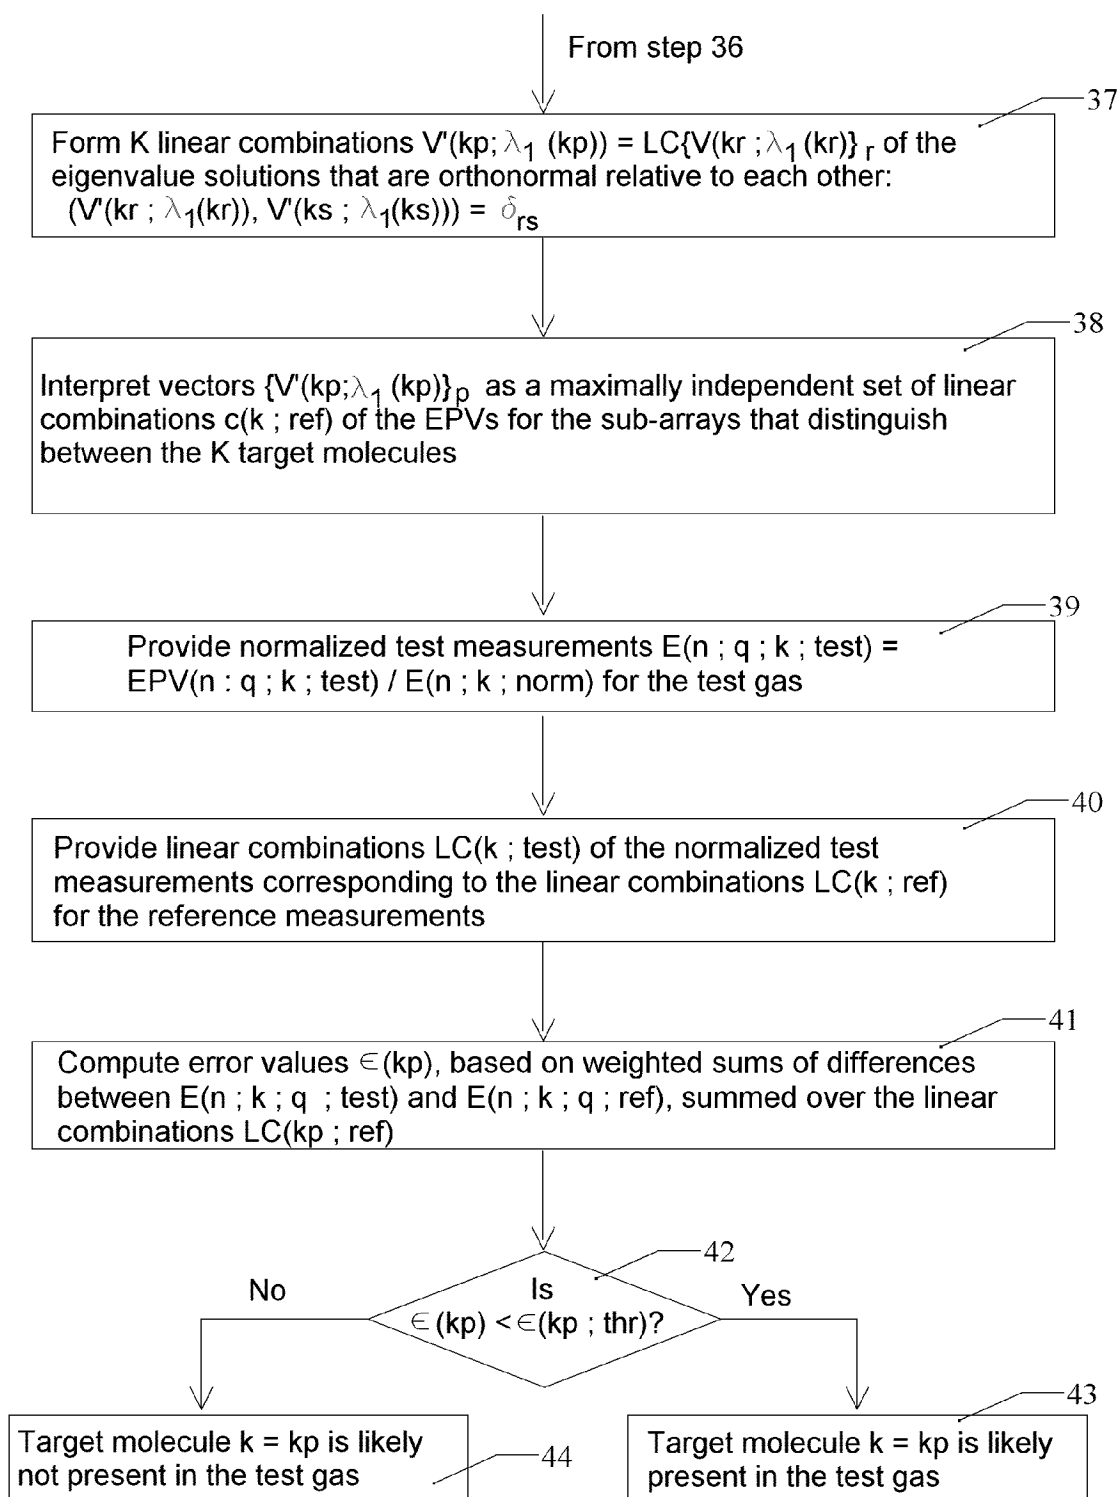 From step 36
37
Form K linear combinations V'(kp; λ1 (kp)) = LC{V(kr ; λ1 (kr)} r of the
eigenvalue solutions that are orthonormal relative to each other:
(V'(kr ; λ1(kr)), V'(ks ; λ1(ks))) = δrs
38
Interpret vectors {V'(kp;λ1 (kp)}p as a maximally independent set of linear
combinations c(k ; ref) of the EPVs for the sub-arrays that distinguish
between the K target molecules
39
Provide normalized test measurements E(n ; q ; k ; test) =
EPV(n : q ; k ; test) / E(n ; k ; norm) for the test gas
40
Provide linear combinations LC(k ; test) of the normalized test
measurements corresponding to the linear combinations LC(k ; ref)
for the reference measurements
41
Compute error values ∈(kp), based on weighted sums of differences
between E(n ; k ; q ; test) and E(n ; k ; q ; ref), summed over the linear
combinations LC(kp ; ref)
42
No
Is
Yes
∈(kp) < ∈(kp ; thr)?
43
Target molecule k = kp is likely
not present in the test gas
44
Target molecule k = kp is likely
present in the test gas